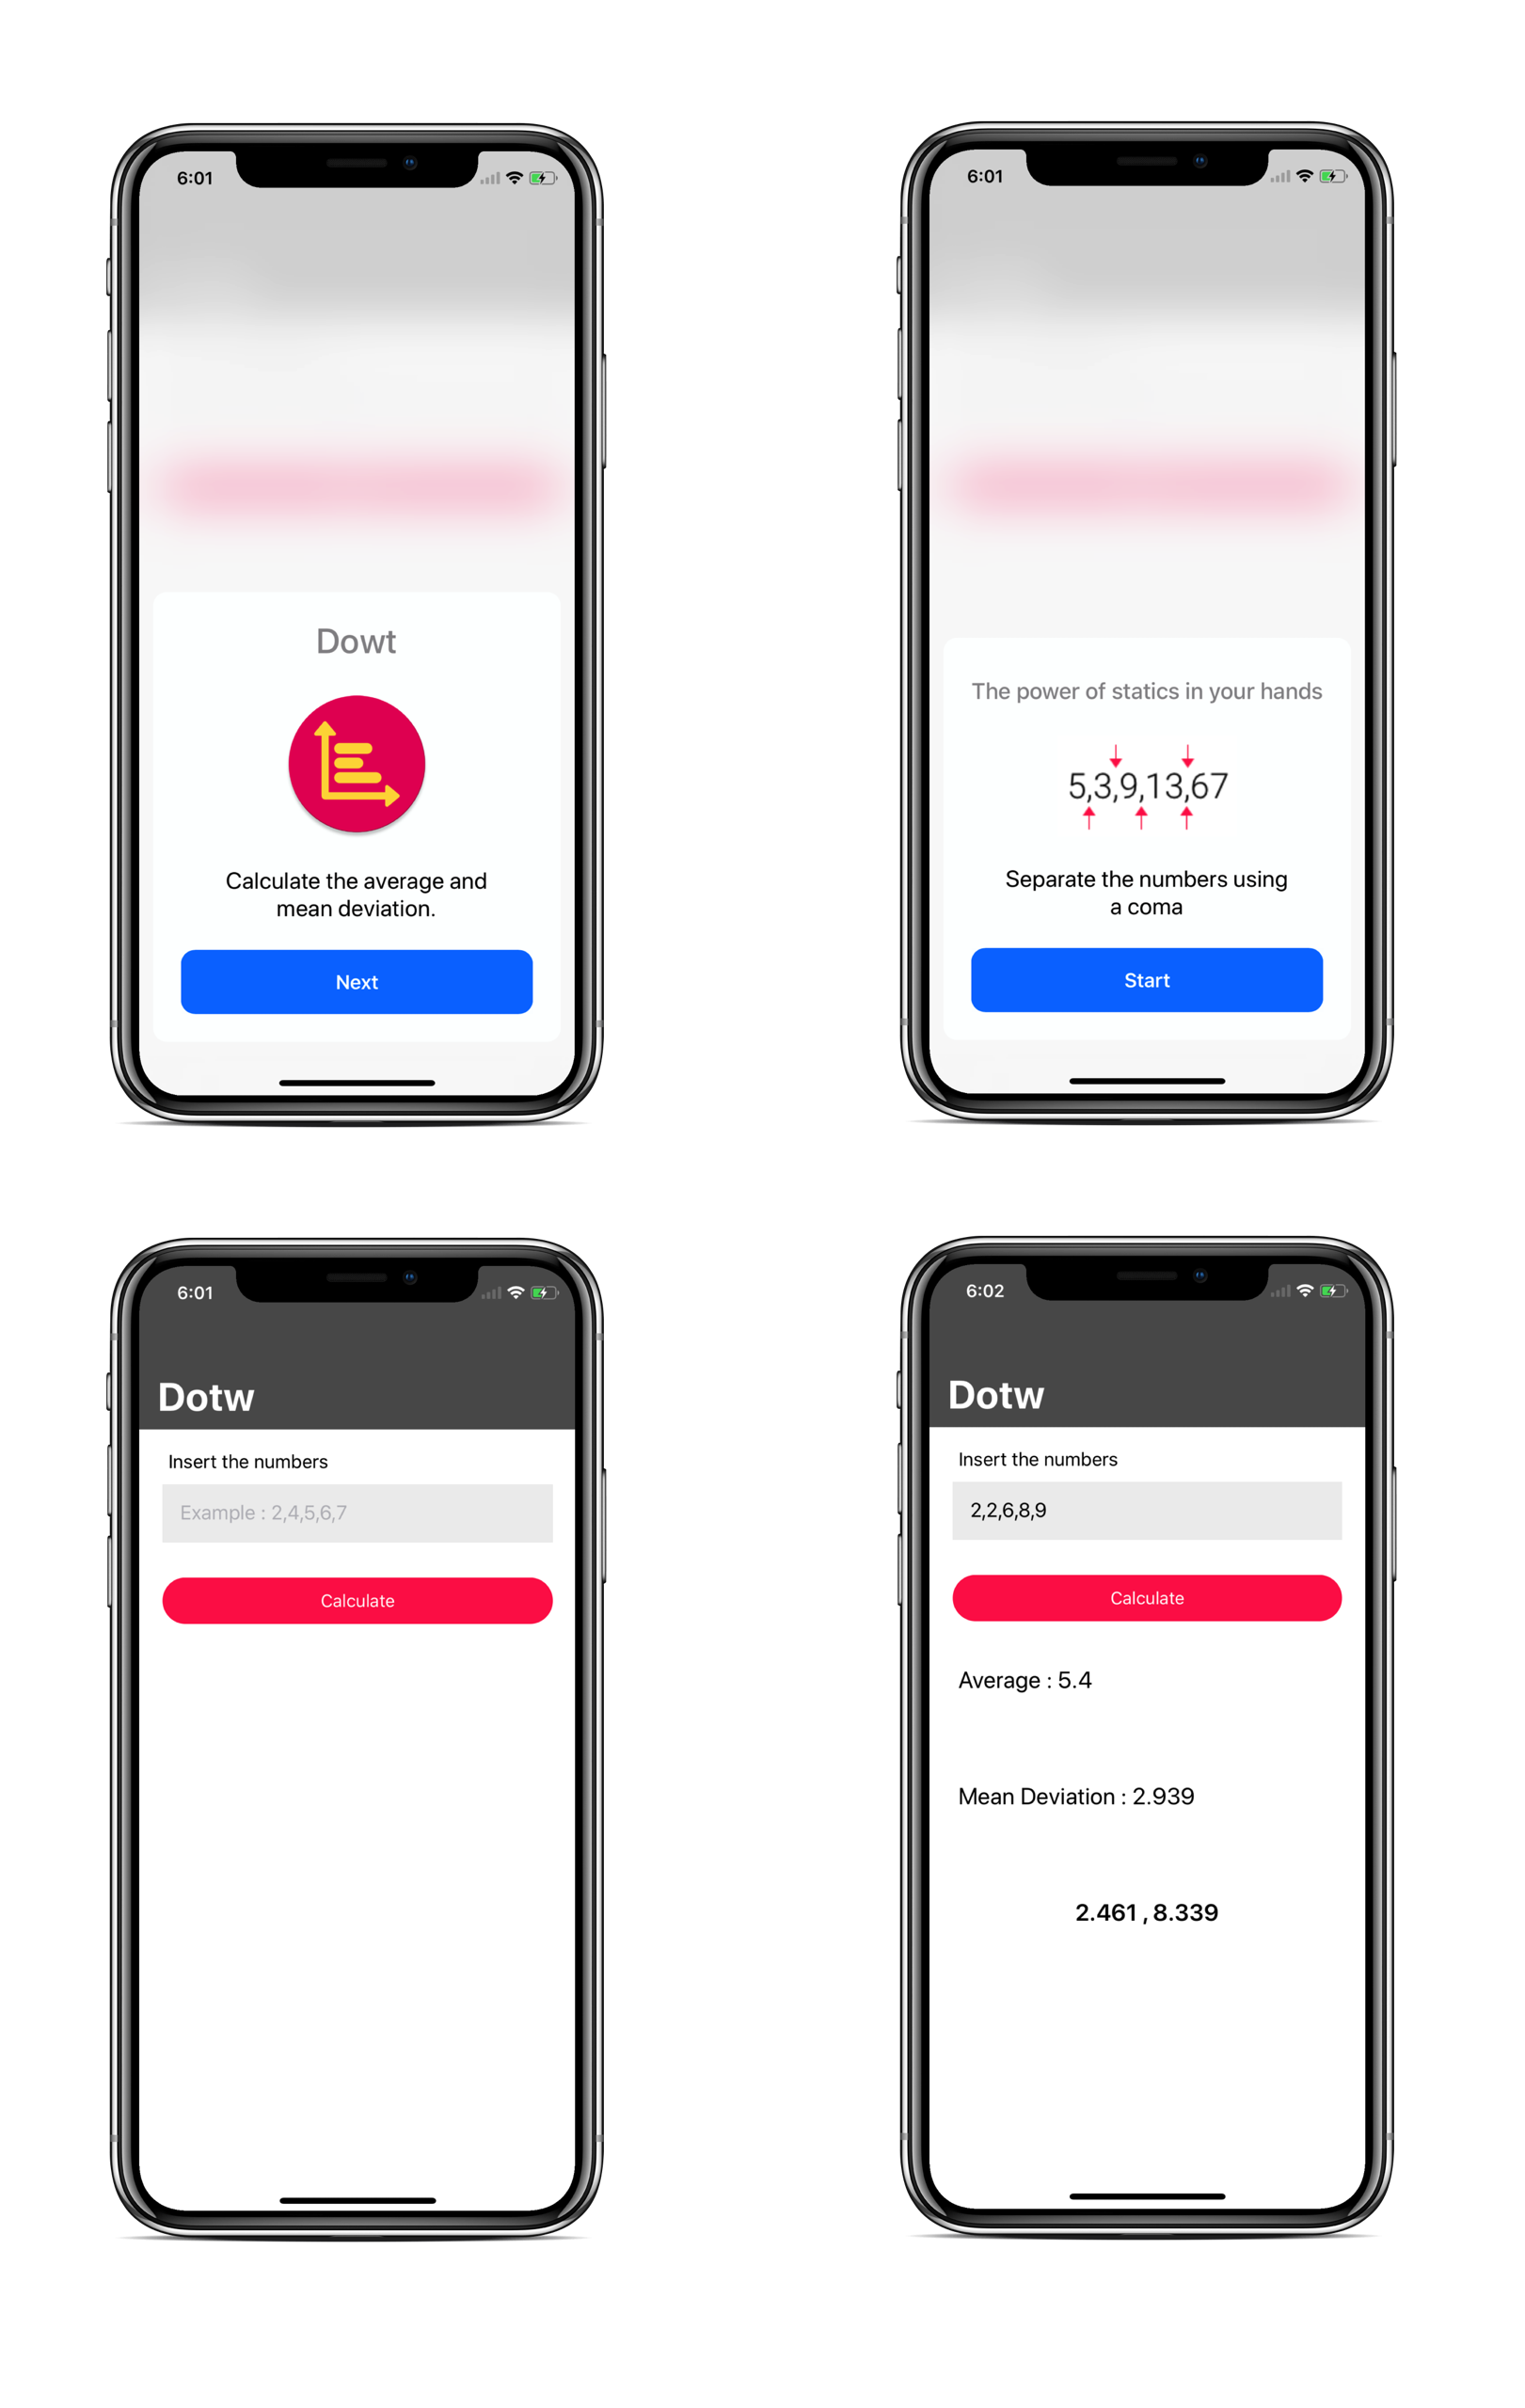 6:01
Dowt
Calculate the average and
mean deviation.
Next
6:01
The power of statics in your hands
5,3,9,13,67
Separate the numbers using
a coma
Start
6:01
Dotw
Insert the numbers
Example : 2,4,5,6,7
Calculate
6:02
Dotw
Insert the numbers
2,2,6,8,9
Calculate
Average : 5.4
Mean Deviation : 2.939
2.461 , 8.339